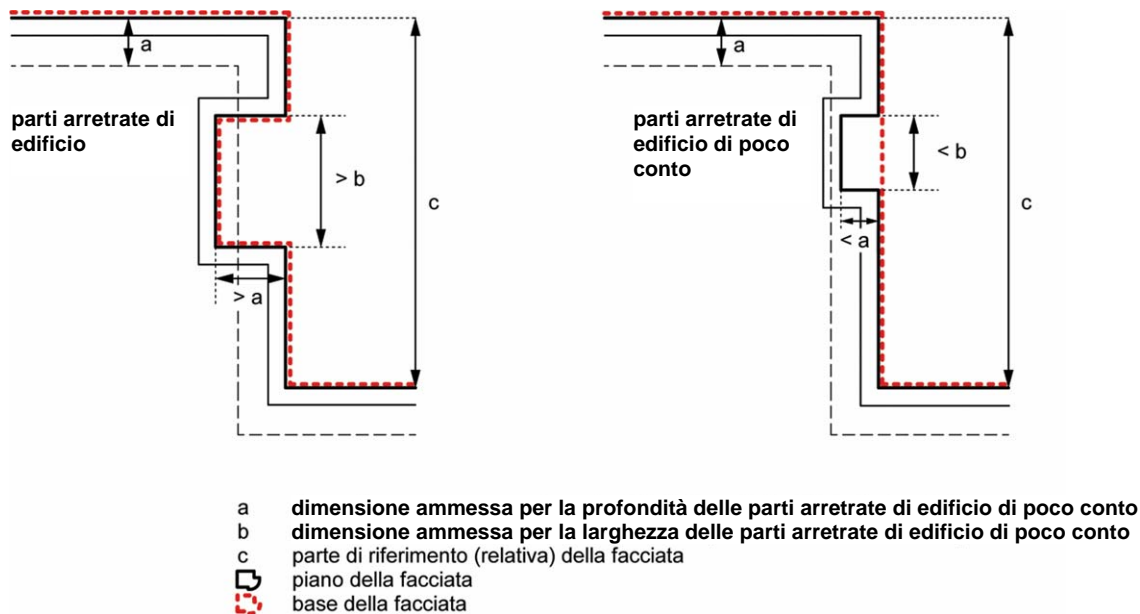 a
parti arretrate di
edificio
> b
c
> a
a
parti arretrate di
edificio di poco
conto
< b
c
< a
a dimensione ammessa per la profondità delle parti arretrate di edificio di poco conto
b dimensione ammessa per la larghezza delle parti arretrate di edificio di poco conto
c parte di riferimento (relativa) della facciata
piano della facciata
base della facciata